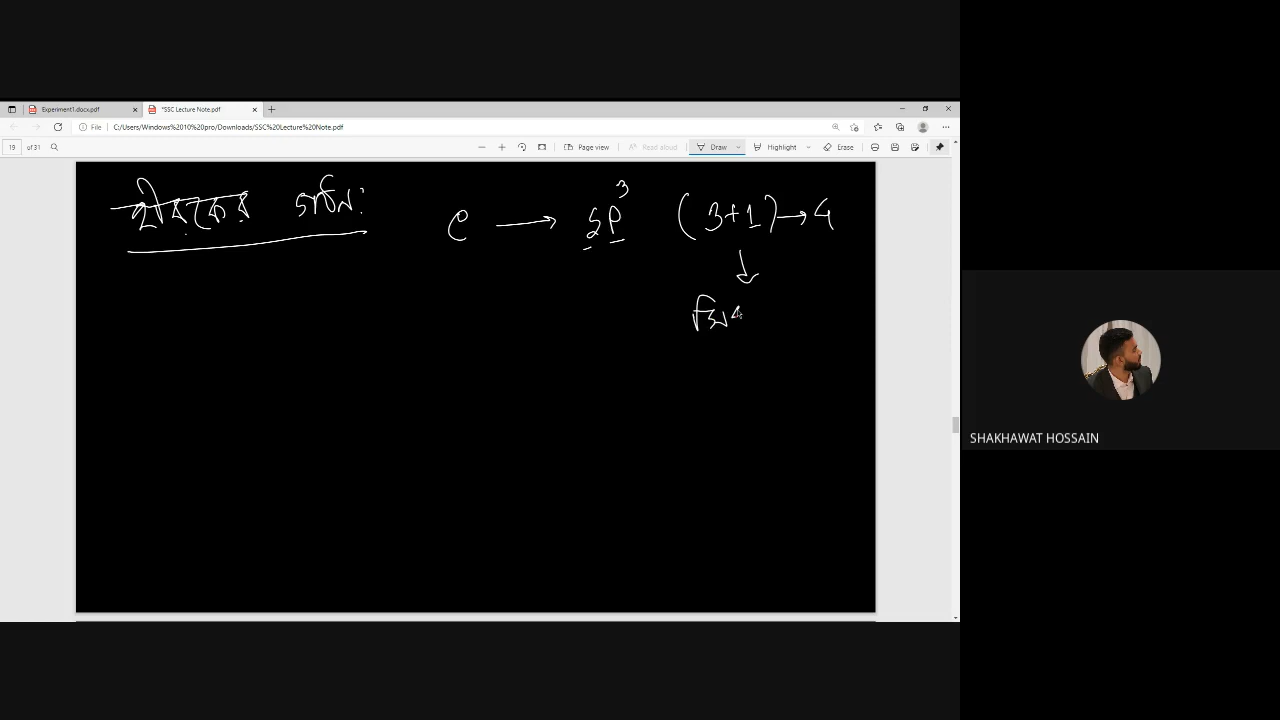 Experiment1.docx.pdf
*SSC Lecture Note.pdf
File
C:/Users/Windows%2010%20pro/Downloads/SSC%20Lecture%20Note.pdf
19 of 31
Page view
Read aloud
Draw
Highlight
Erase
হীরকের গঠন: C → sp³ (3+1) → 4
↓
SHAKHAWAT HOSSAIN